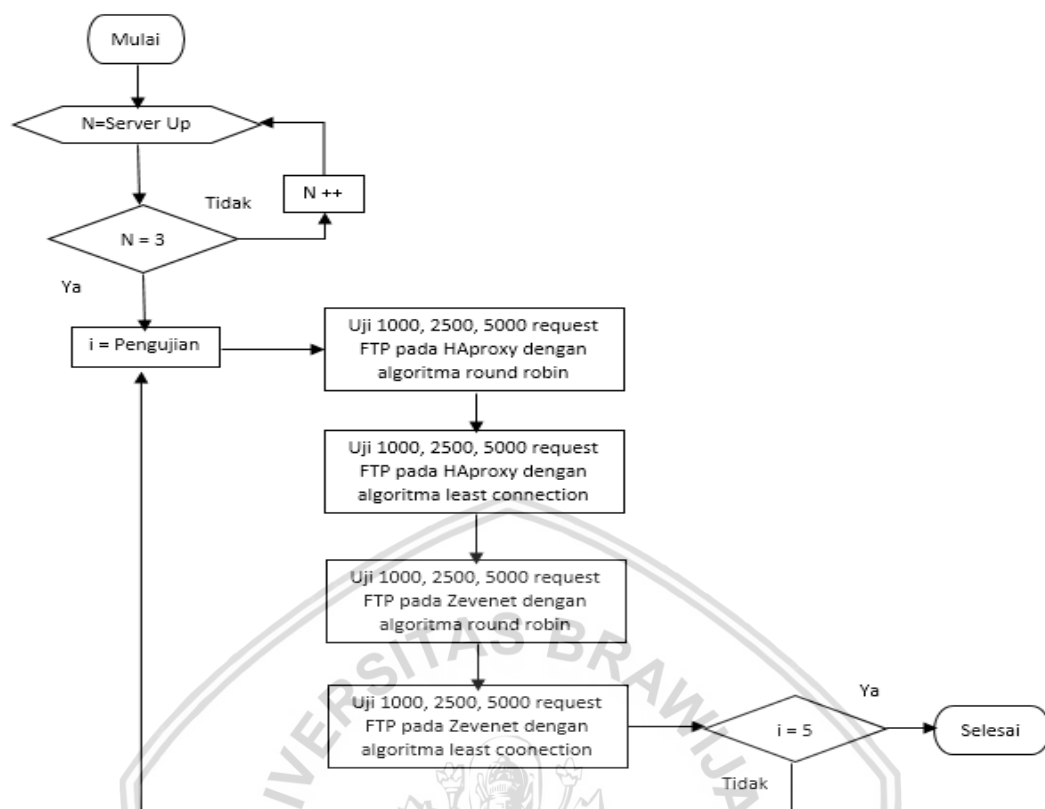 Mulai
N=Server Up
N ++
Tidak
N = 3
Ya
i = Pengujian
Uji 1000, 2500, 5000 request
FTP pada HAproxy dengan
algoritma round robin
Uji 1000, 2500, 5000 request
FTP pada HAproxy dengan
algoritma least connection
Uji 1000, 2500, 5000 request
FTP pada Zevenet dengan
algoritma round robin
Uji 1000, 2500, 5000 request
FTP pada Zevenet dengan
algoritma least coonection
i = 5
Ya
Selesai
Tidak
IVERSITAS BRAWIJA